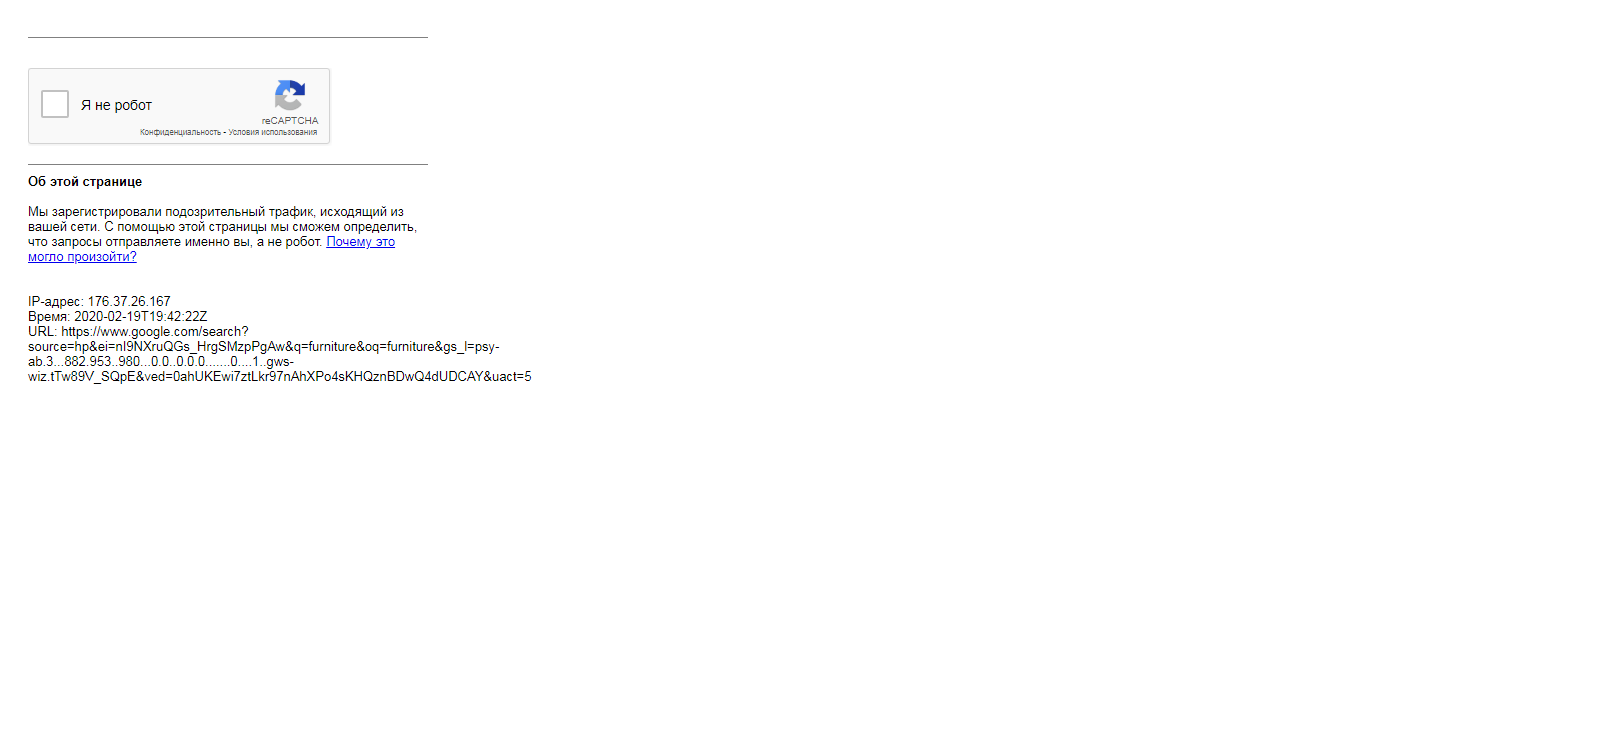 Я не робот
reCAPTCHA
Конфиденциальность - Условия использования
Об этой странице
Мы зарегистрировали подозрительный трафик, исходящий из
вашей сети. С помощью этой страницы мы сможем определить,
что запросы отправляете именно вы, а не робот. Почему это
могло произойти?
IP-адрес: 176.37.26.167
Время: 2020-02-19T19:42:22Z
URL: https://www.google.com/search?
source=hp&ei=nI9NXruQGs_HrgSMzpPgAw&q=furniture&oq=furniture&gs_l=psy-
ab.3...882.953..980...0.0..0.0.0.......0....1..gws-
wiz.tTw89V_SQpE&ved=0ahUKEwi7ztLkr97nAhXPo4sKHQznBDwQ4dUDCAY&uact=5